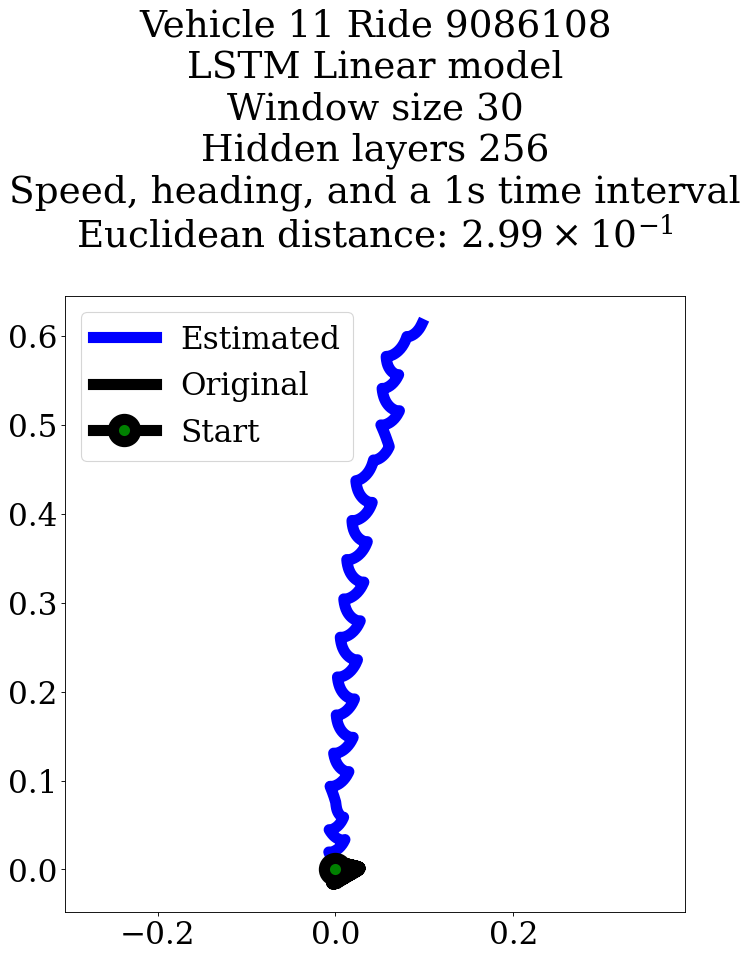 Vehicle 11 Ride 9086108
LSTM Linear model
Window size 30
Hidden layers 256
Speed, heading, and a 1s time interval
Euclidean distance: 2.99 × 10⁻¹
Estimated
Original
Start
0.6
0.5
0.4
0.3
0.2
0.1
0.0
−0.2 0.0 0.2